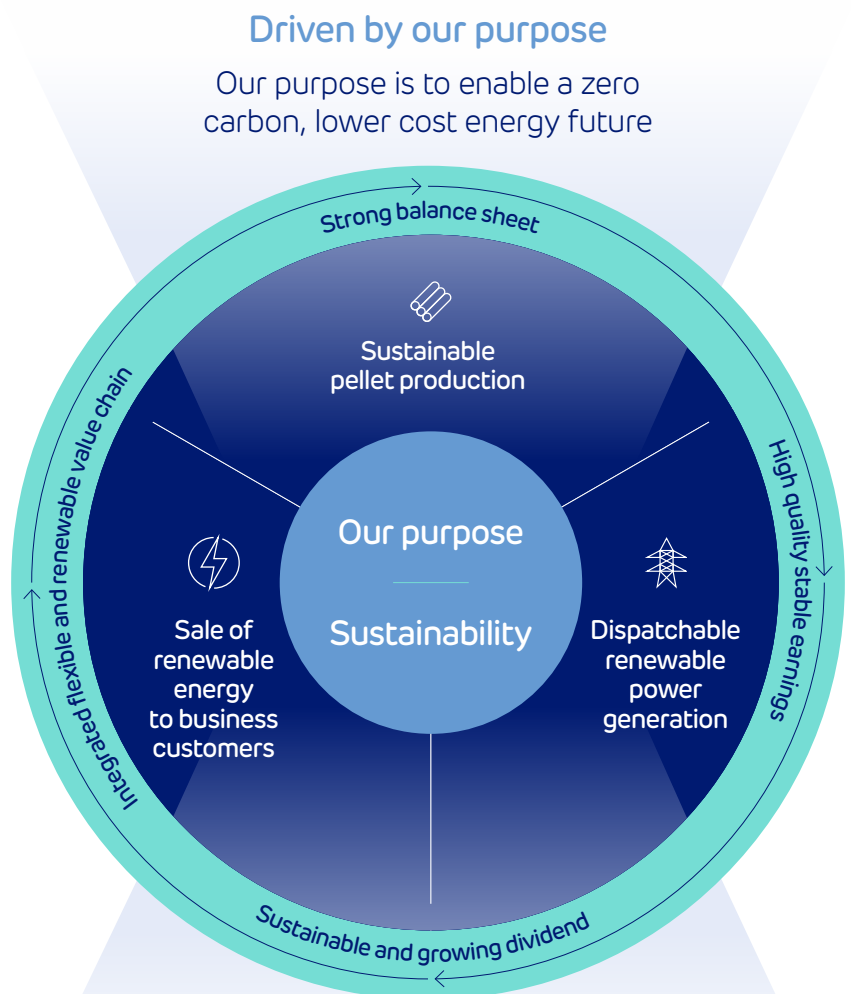 Driven by our purpose
Our purpose is to enable a zero
carbon, lower cost energy future
Strong balance sheet
Sustainable
pellet production
High quality stable earnings
Integrated flexible and renewable value chain
Our purpose
Sustainability
Sale of
renewable
energy
to business
customers
Dispatchable
renewable
power
generation
Sustainable and growing dividend